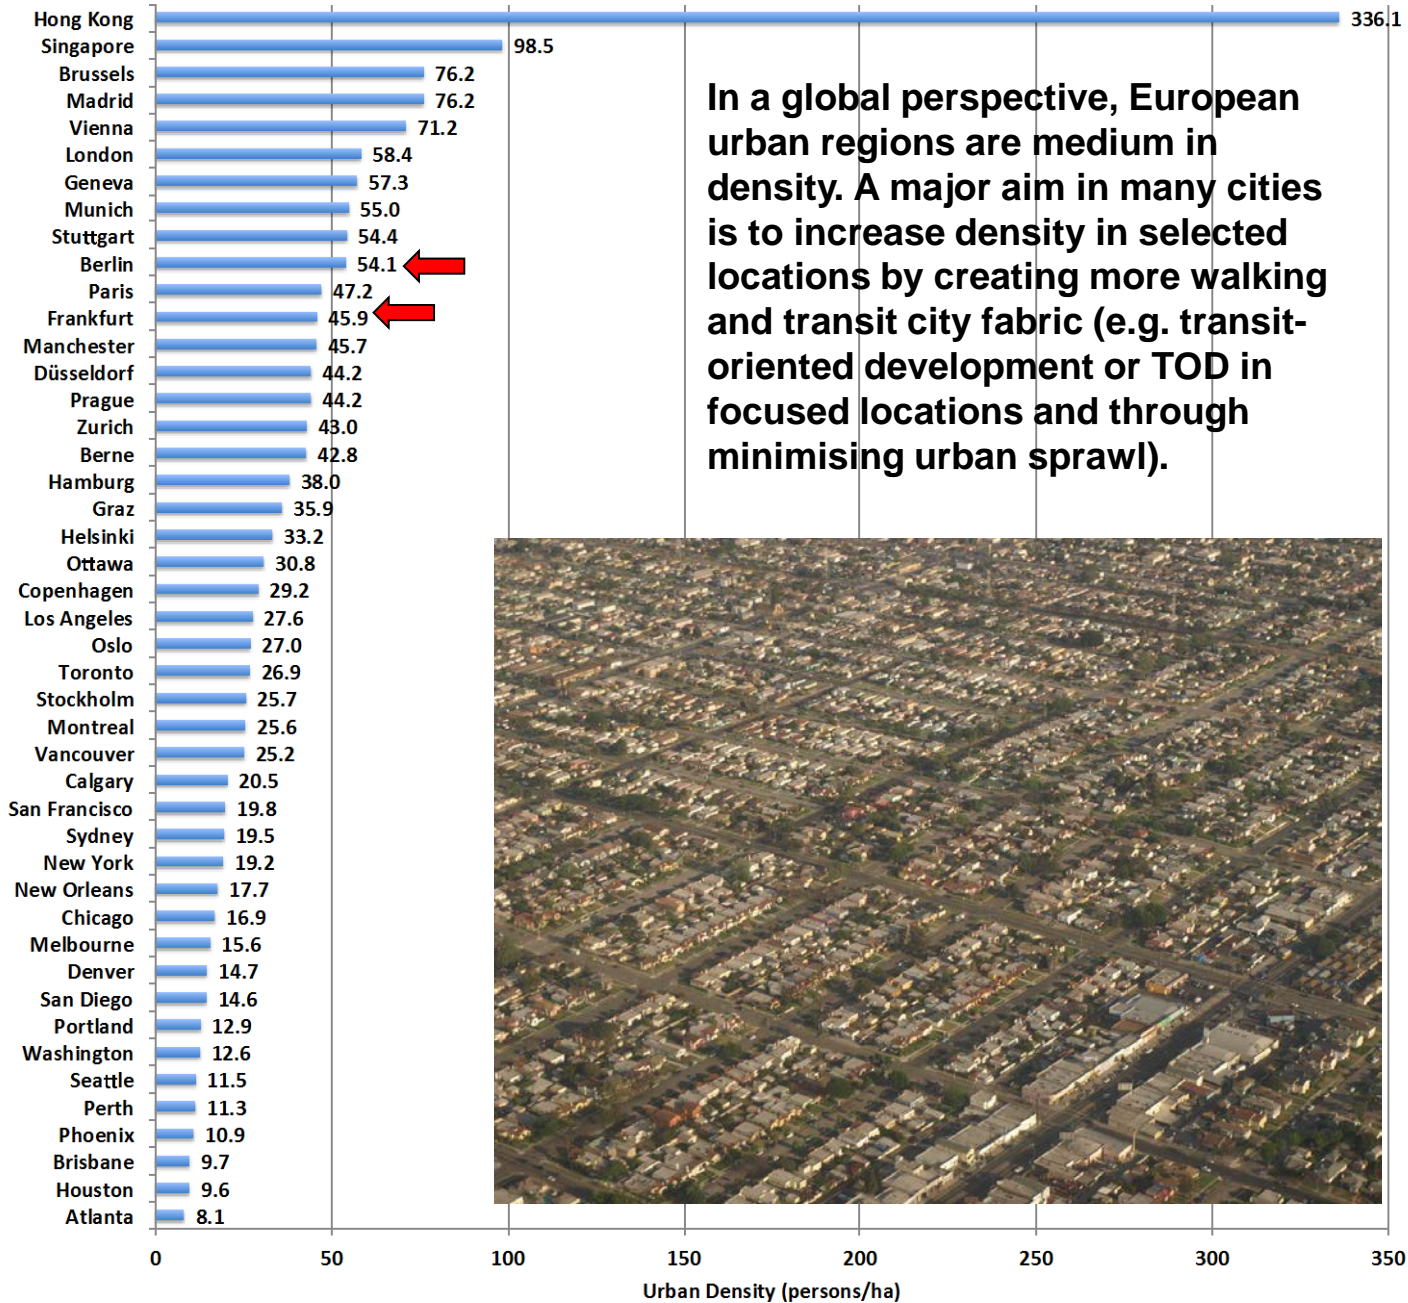 Hong Kong 336.1
Singapore 98.5
Brussels 76.2
Madrid 76.2
Vienna 71.2
London 58.4
Geneva 57.3
Munich 55.0
Stuttgart 54.4
Berlin 54.1
Paris 47.2
Frankfurt 45.9
Manchester 45.7
Düsseldorf 44.2
Prague 44.2
Zurich 43.0
Berne 42.8
Hamburg 38.0
Graz 35.9
Helsinki 33.2
Ottawa 30.8
Copenhagen 29.2
Los Angeles 27.6
Oslo 27.0
Toronto 26.9
Stockholm 25.7
Montreal 25.6
Vancouver 25.2
Calgary 20.5
San Francisco 19.8
Sydney 19.5
New York 19.2
New Orleans 17.7
Chicago 16.9
Melbourne 15.6
Denver 14.7
San Diego 14.6
Portland 12.9
Washington 12.6
Seattle 11.5
Perth 11.3
Phoenix 10.9
Brisbane 9.7
Houston 9.6
Atlanta 8.1
In a global perspective, European
urban regions are medium in
density. A major aim in many cities
is to increase density in selected
locations by creating more walking
and transit city fabric (e.g. transit-
oriented development or TOD in
focused locations and through
minimising urban sprawl).
0 50 100 150 200 250 300 350
Urban Density (persons/ha)